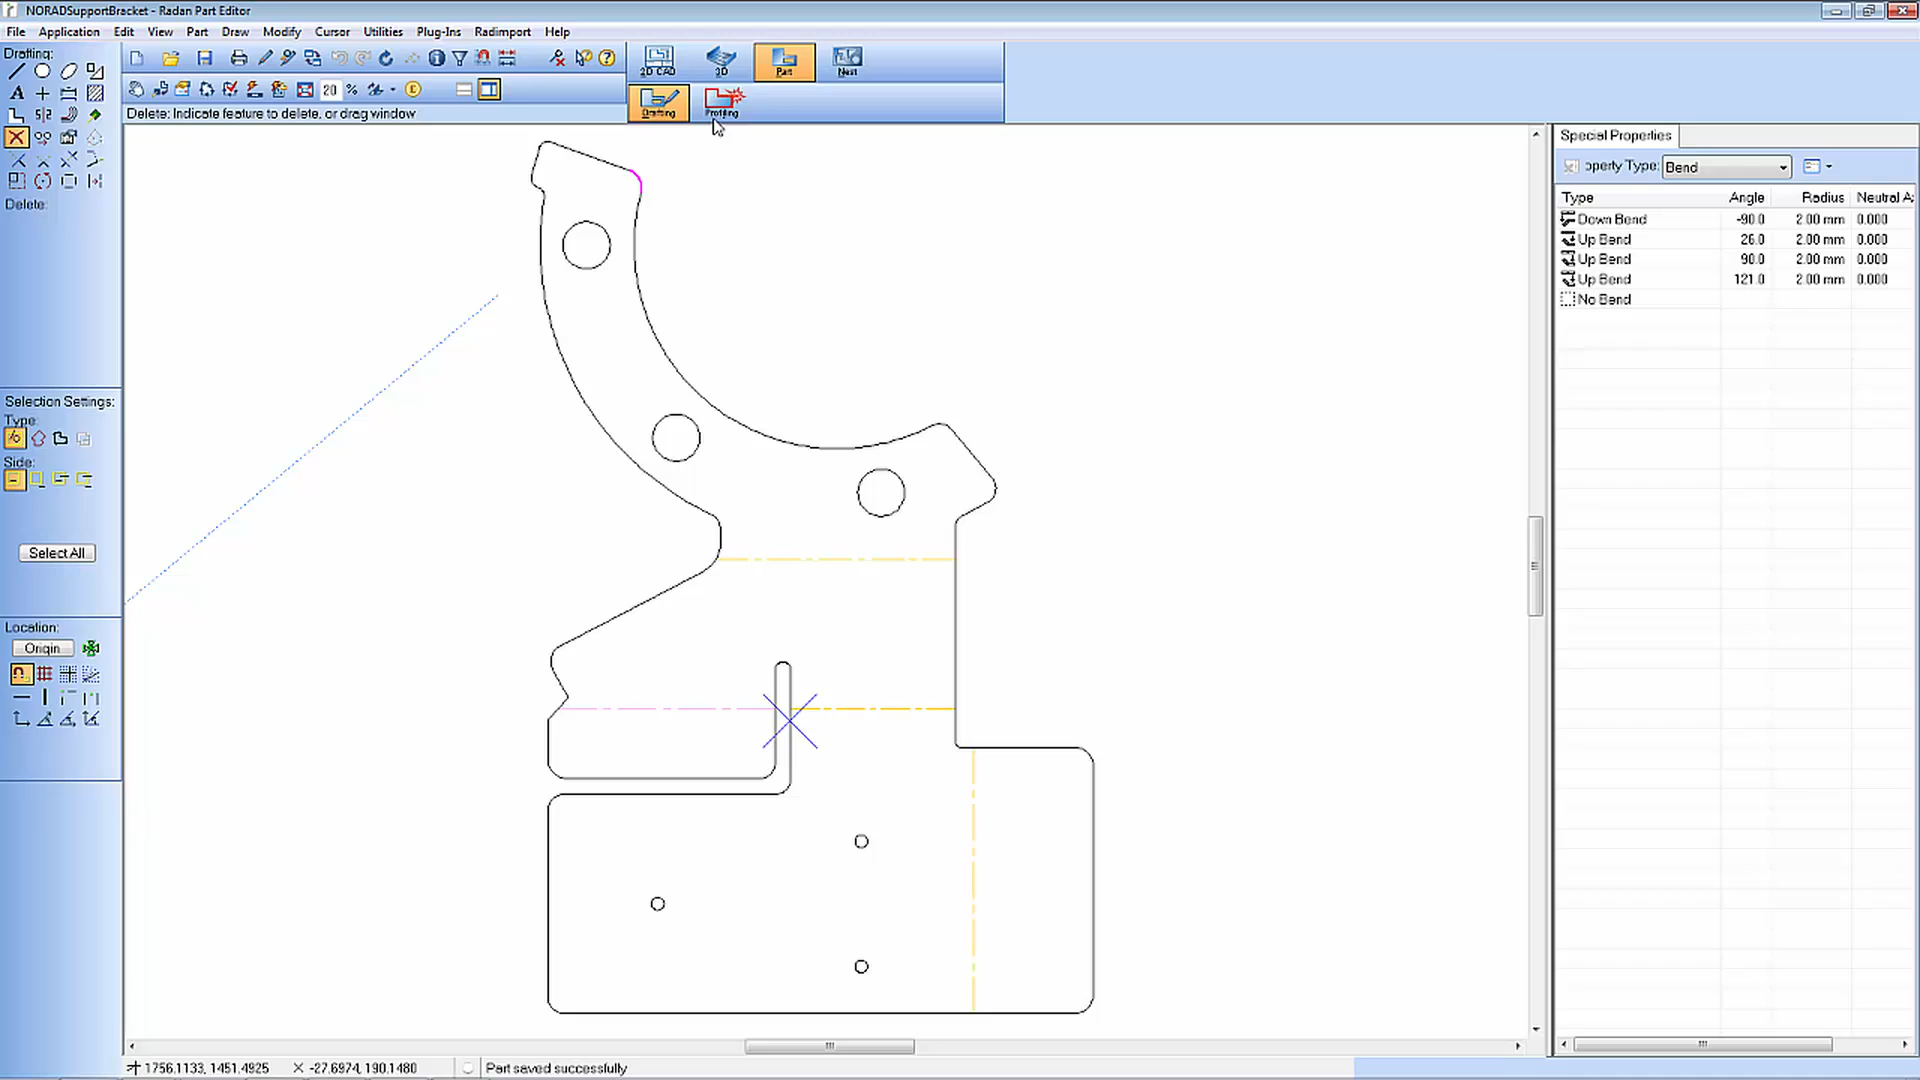 NORADSupportBracket - Radan Part Editor
File Application Edit View Part Draw Modify Cursor Utilities Plug-Ins Radimport Help
Drafting:
2D CAD 3D Part Nest
20 %
Drafting Profiling
Delete: Indicate feature to delete, or drag window
Delete:
Special Properties
operty Type: Bend
Type Angle Radius Neutral A
Down Bend -90.0 2.00 mm 0.000
Up Bend 26.0 2.00 mm 0.000
Up Bend 90.0 2.00 mm 0.000
Up Bend 121.0 2.00 mm 0.000
No Bend
Selection Settings:
Type:
Side:
Select All
Location:
Origin
1756.1133, 1451.4925 -27.6974, 190.1480 Part saved successfully